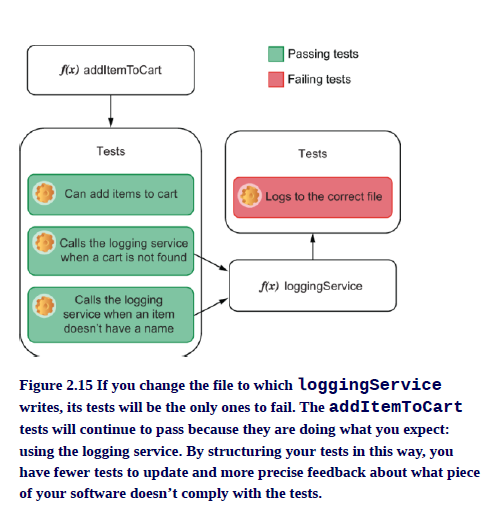 f(x) addItemToCart
Passing tests
Failing tests
Tests
Can add items to cart
Calls the logging service
when a cart is not found
Calls the logging
service when an item
doesn't have a name
Tests
Logs to the correct file
f(x) loggingService
Figure 2.15 If you change the file to which loggingService
writes, its tests will be the only ones to fail. The addItemToCart
tests will continue to pass because they are doing what you expect:
using the logging service. By structuring your tests in this way, you
have fewer tests to update and more precise feedback about what piece
of your software doesn’t comply with the tests.